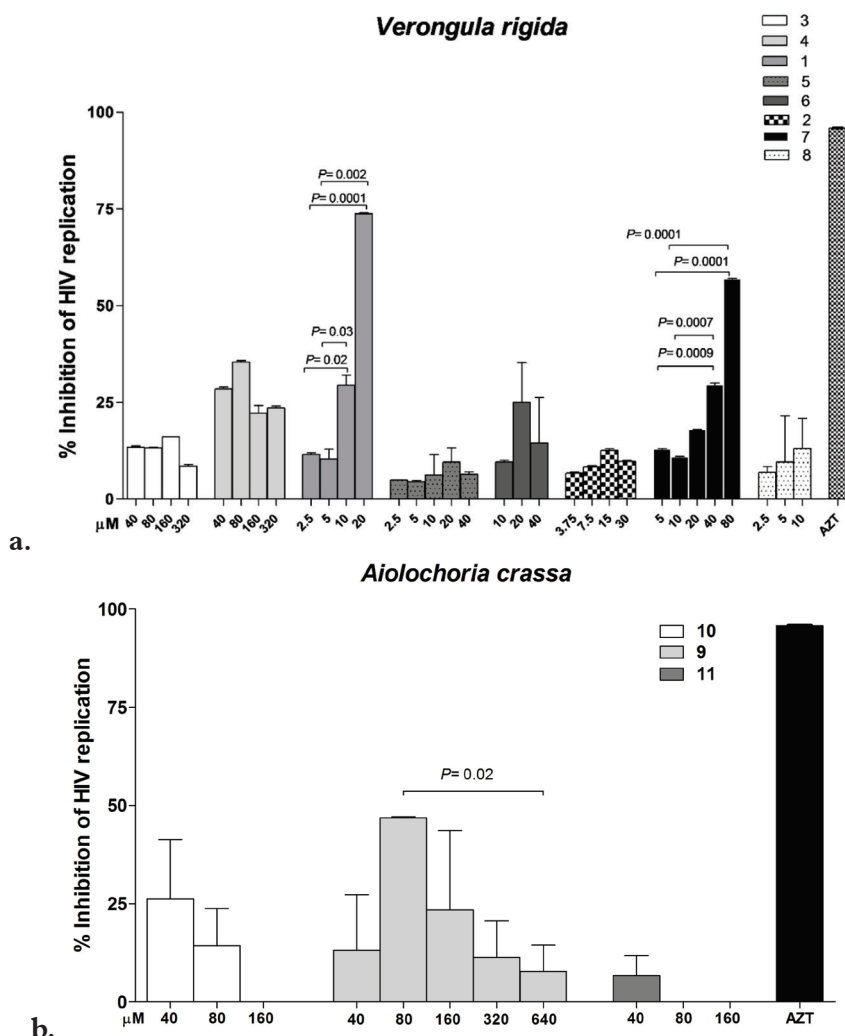 Verongula rigida
3
4
1
5
6
2
7
8
% Inhibition of HIV replication
100
75
50
25
0
P= 0.002
P= 0.0001
P= 0.03
P= 0.02
P= 0.0001
P= 0.0001
P= 0.0007
P= 0.0009
µM 40 80 160 320 40 80 160 320 2.5 5 10 20 2.5 5 10 20 40 10 20 40 3.75 7.5 15 30 5 10 20 40 80 2.5 5 10 AZT
a.
Aiolochoria crassa
10
9
11
% Inhibition of HIV replication
100
75
50
25
0
P= 0.02
µM 40 80 160 40 80 160 320 640 40 80 160 AZT
b.